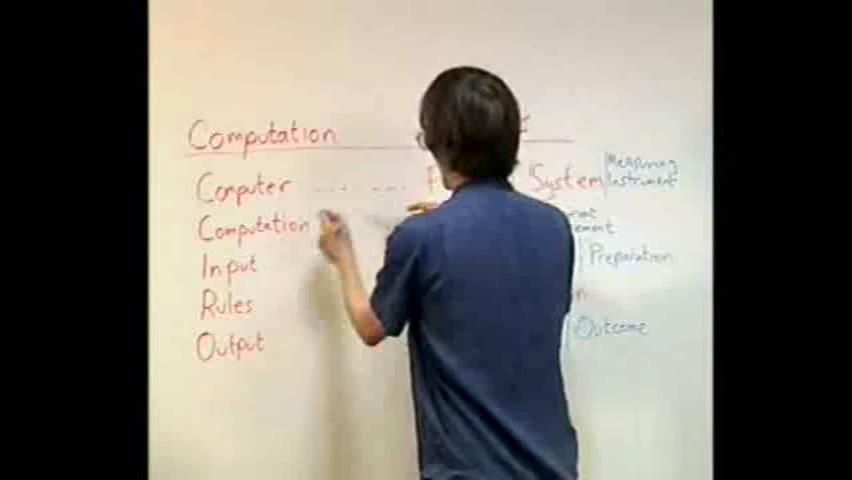 Computation
Computer ... ... System Measuring Instrument
Computation
Input Preparation
Rules
Output Outcome